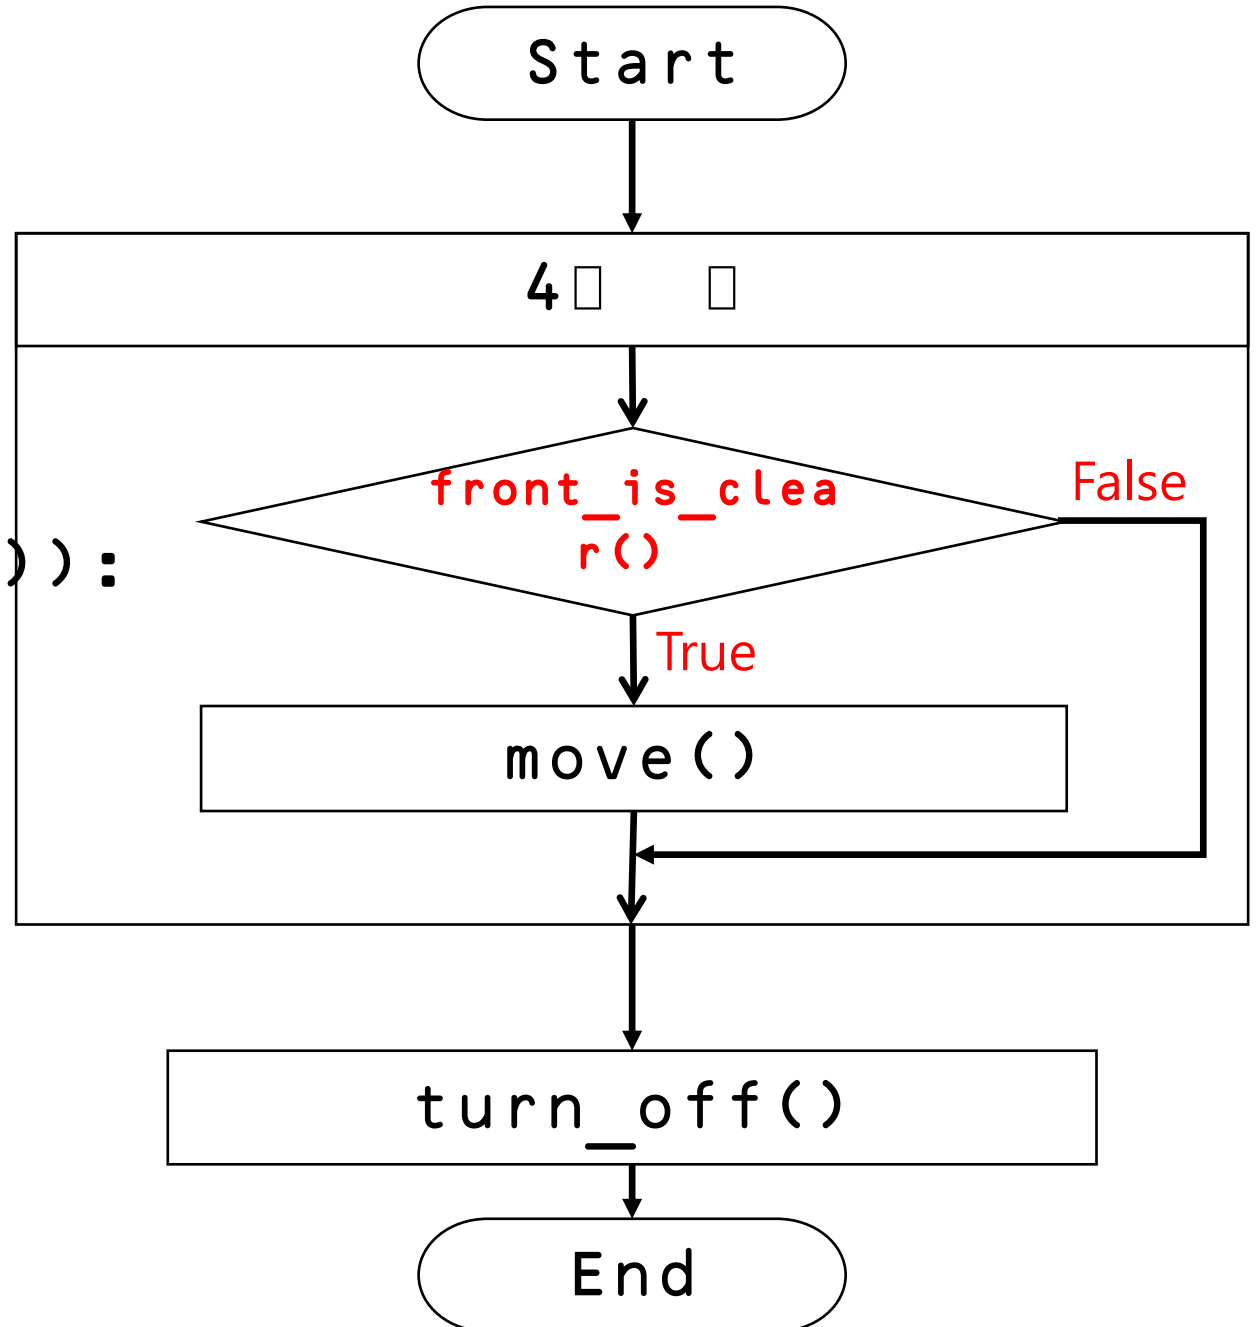 Start
4
front_is_clea
r()
False
)):
True
move()
turn_off()
End